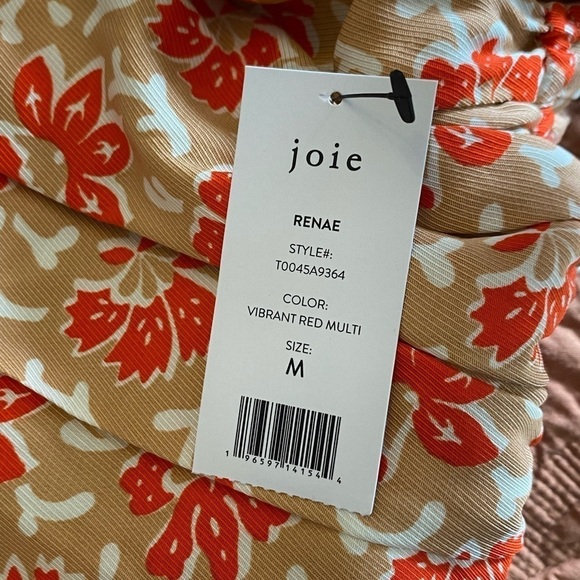 joie
RENAE
STYLE#:
T0045A9364
COLOR:
VIBRANT RED MULTI
SIZE:
M
1 96597 14154 4